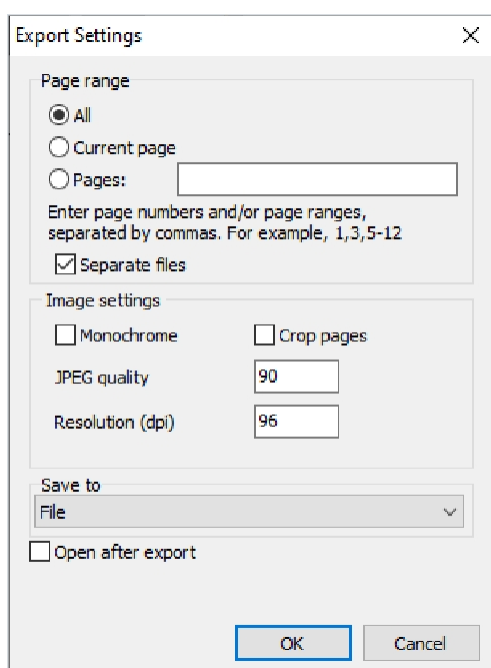 Export Settings
Page range
All
Current page
Pages:
Enter page numbers and/or page ranges,
separated by commas. For example, 1,3,5-12
Separate files
Image settings
Monochrome Crop pages
JPEG quality 90
Resolution (dpi) 96
Save to
File
Open after export
OK Cancel